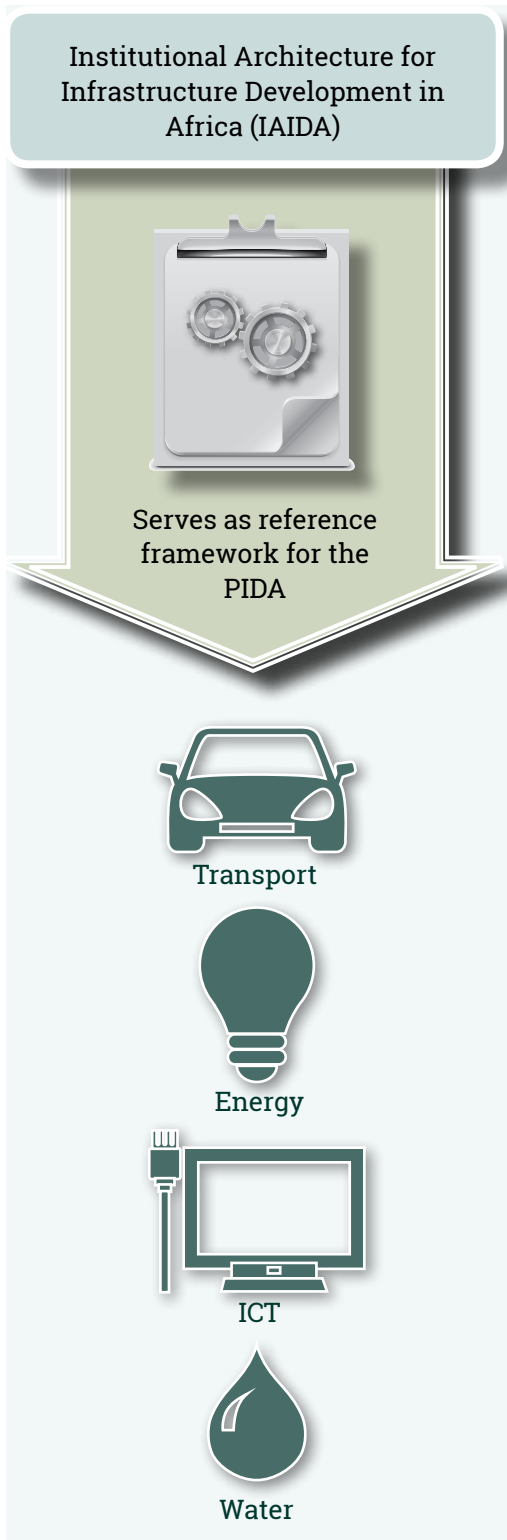 Institutional Architecture for
Infrastructure Development in
Africa (IAIDA)
Serves as reference
framework for the
PIDA
Transport
Energy
ICT
Water